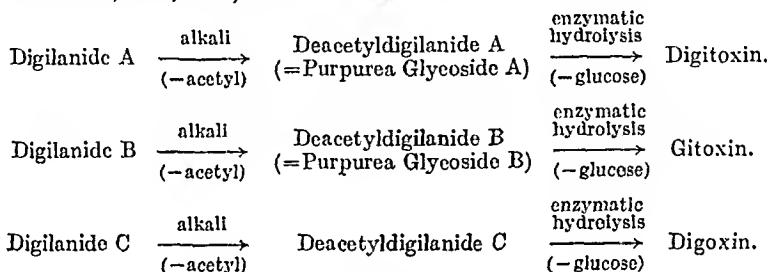 alkali
Digilanide A ⟶ Deacetyldigilanide A
(−acetyl) (=Purpurea Glycoside A)
enzymatic
hydrolysis
⟶ Digitoxin.
(−glucose)
alkali
Digilanide B ⟶ Deacetyldigilanide B
(−acetyl) (=Purpurea Glycoside B)
enzymatic
hydrolysis
⟶ Gitoxin.
(−glucose)
alkali
Digilanide C ⟶ Deacetyldigilanide C
(−acetyl)
enzymatic
hydrolysis
⟶ Digoxin.
(−glucose)